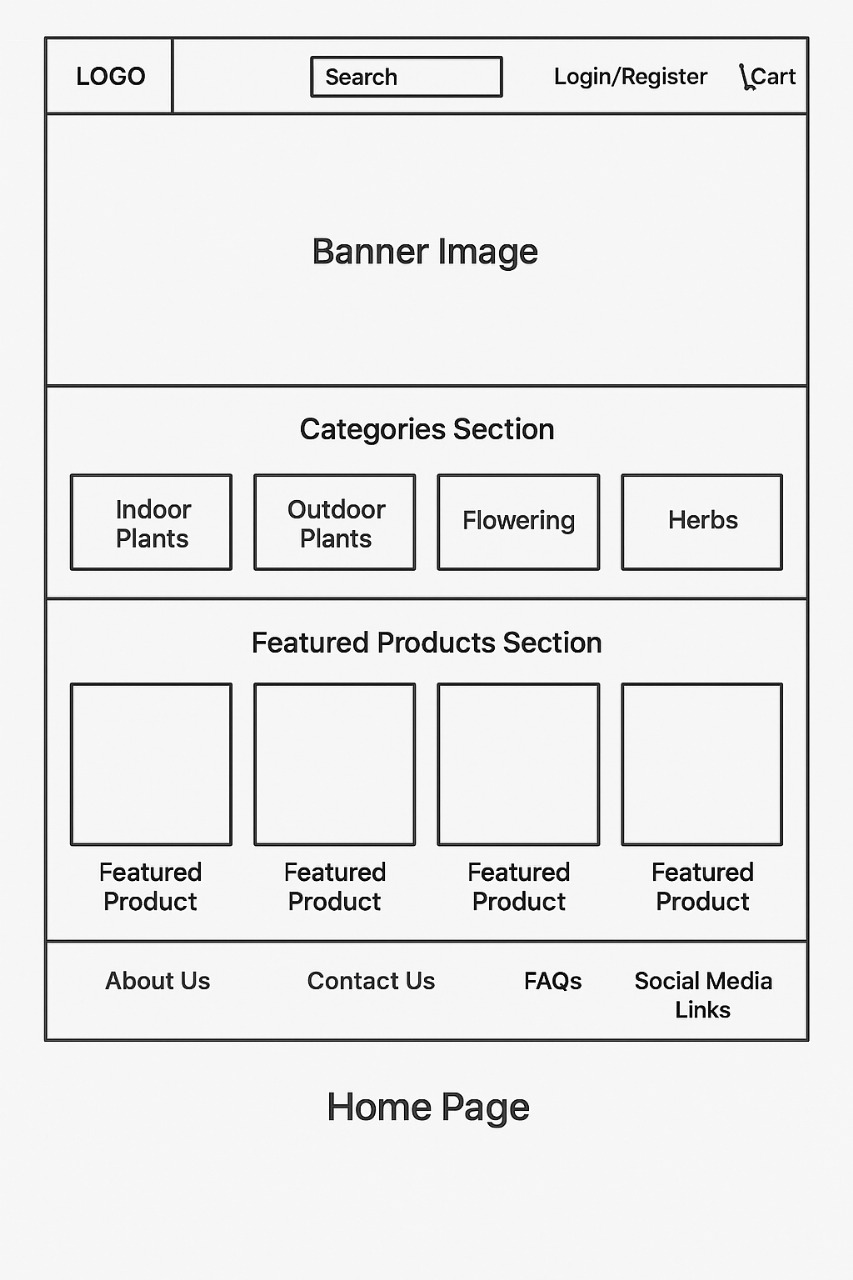 LOGO
Search
Login/Register
Cart
Banner Image
Categories Section
Indoor
Plants
Outdoor
Plants
Flowering
Herbs
Featured Products Section
Featured
Product
Featured
Product
Featured
Product
Featured
Product
About Us
Contact Us
FAQs
Social Media
Links
Home Page